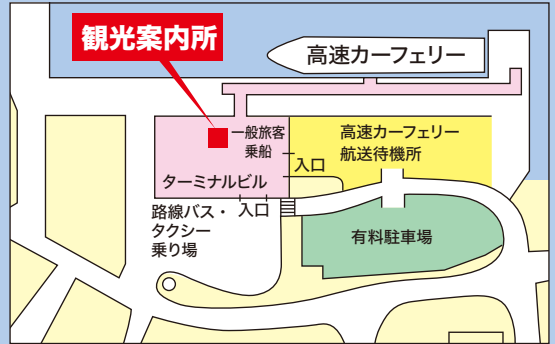 観光案内所
高速カーフェリー
一般旅客
乗船
高速カーフェリー
航送待機所
入口
ターミナルビル
入口
路線バス・
タクシー
乗り場
有料駐車場